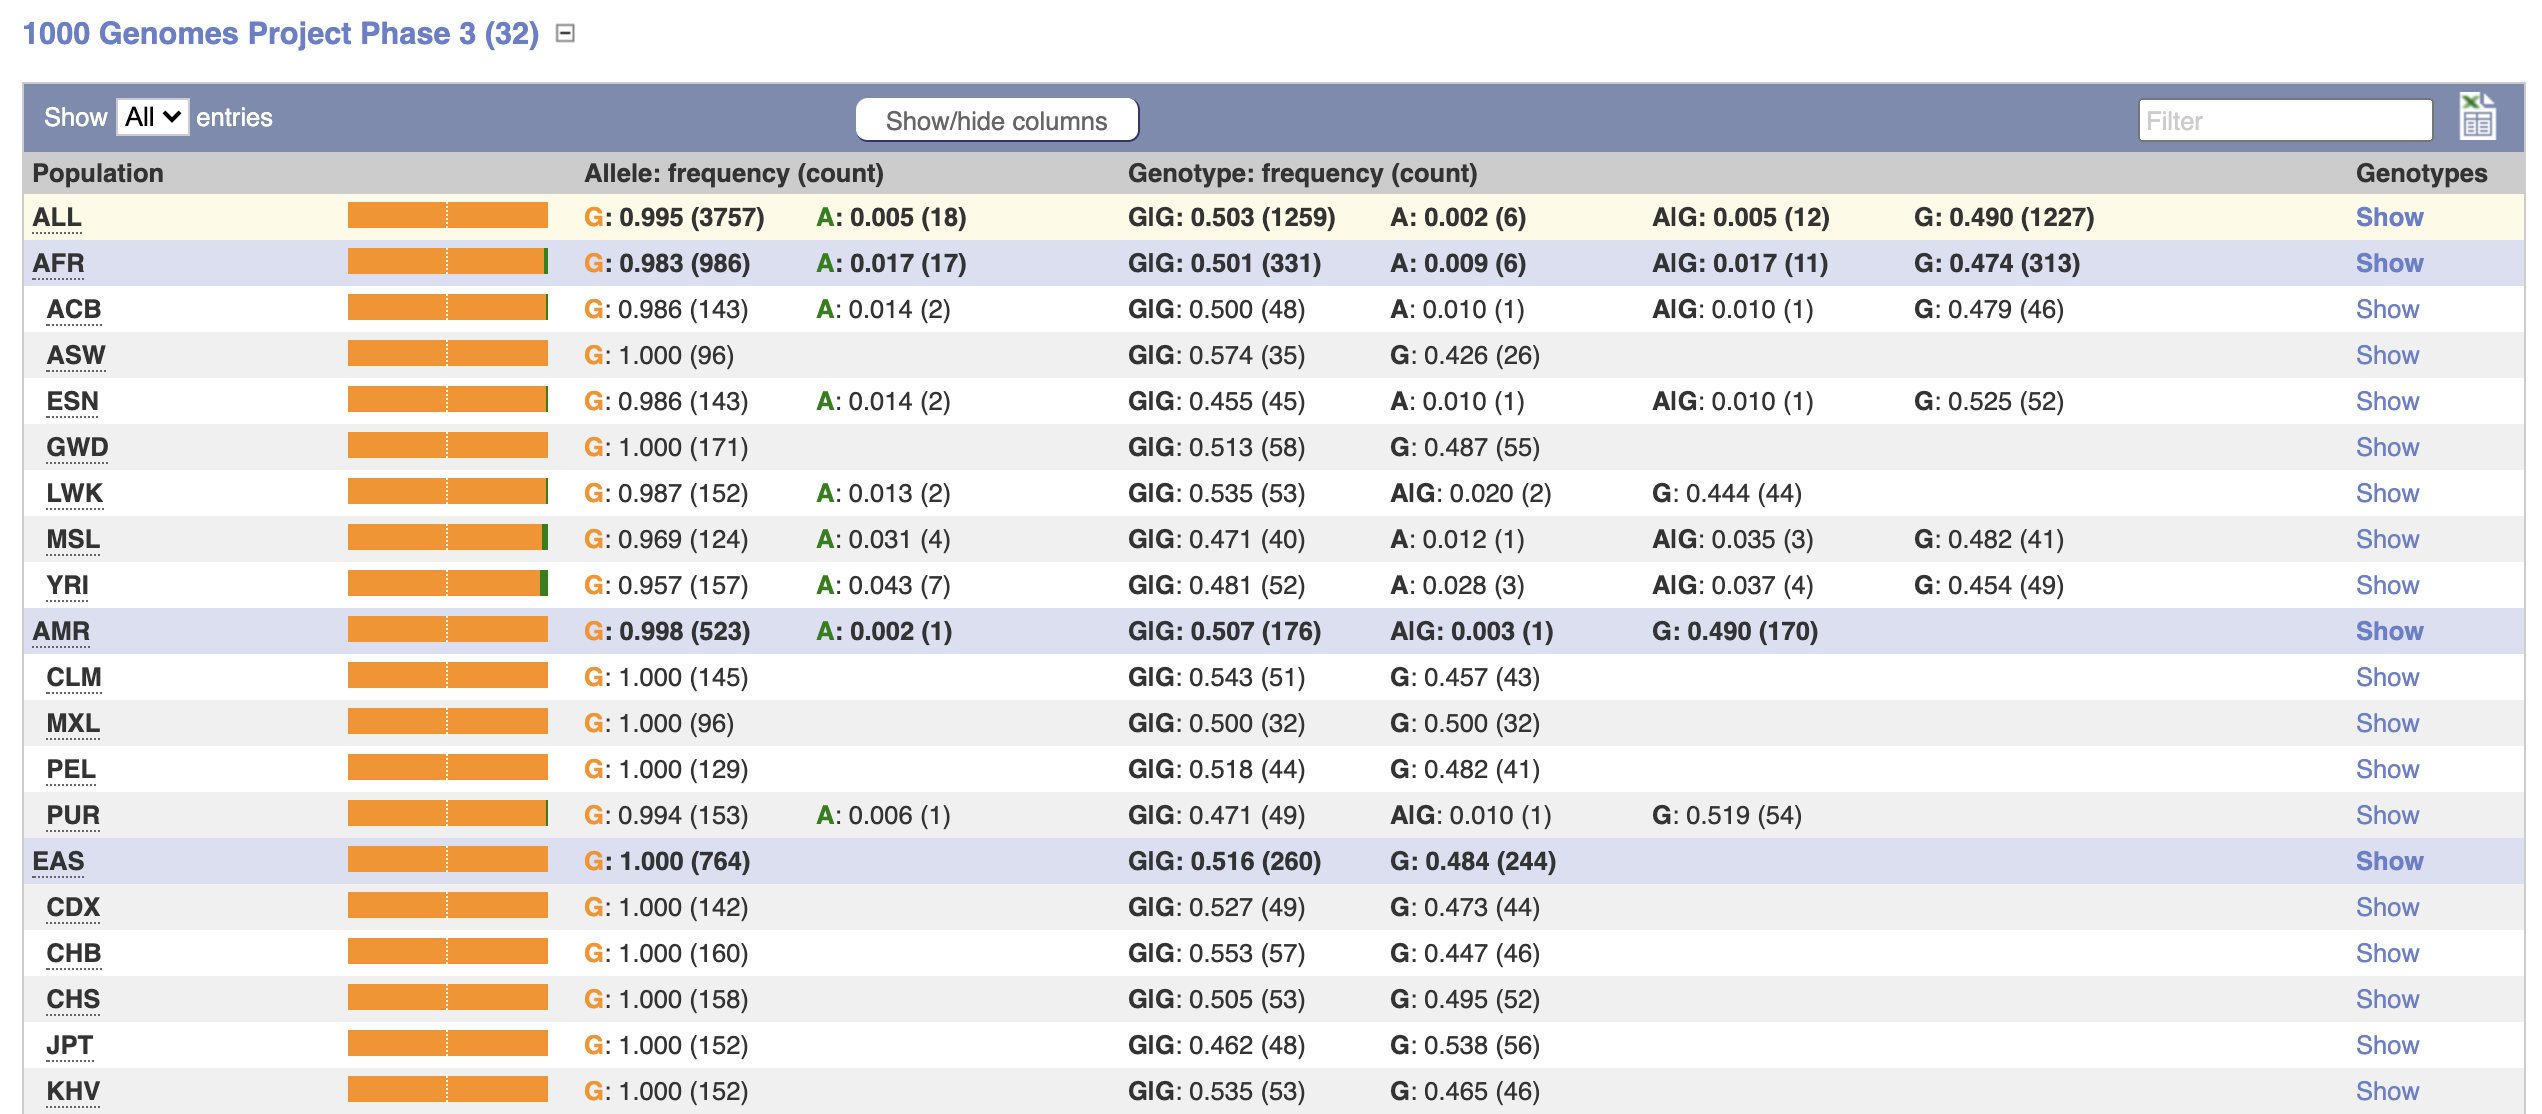 1000 Genomes Project Phase 3 (32)
Show All entries Show/hide columns Filter
Population Allele: frequency (count) Genotype: frequency (count) Genotypes
ALL G: 0.995 (3757) A: 0.005 (18) G|G: 0.503 (1259) A: 0.002 (6) A|G: 0.005 (12) G: 0.490 (1227) Show
AFR G: 0.983 (986) A: 0.017 (17) G|G: 0.501 (331) A: 0.009 (6) A|G: 0.017 (11) G: 0.474 (313) Show
ACB G: 0.986 (143) A: 0.014 (2) G|G: 0.500 (48) A: 0.010 (1) A|G: 0.010 (1) G: 0.479 (46) Show
ASW G: 1.000 (96) G|G: 0.574 (35) G: 0.426 (26) Show
ESN G: 0.986 (143) A: 0.014 (2) G|G: 0.455 (45) A: 0.010 (1) A|G: 0.010 (1) G: 0.525 (52) Show
GWD G: 1.000 (171) G|G: 0.513 (58) G: 0.487 (55) Show
LWK G: 0.987 (152) A: 0.013 (2) G|G: 0.535 (53) A|G: 0.020 (2) G: 0.444 (44) Show
MSL G: 0.969 (124) A: 0.031 (4) G|G: 0.471 (40) A: 0.012 (1) A|G: 0.035 (3) G: 0.482 (41) Show
YRI G: 0.957 (157) A: 0.043 (7) G|G: 0.481 (52) A: 0.028 (3) A|G: 0.037 (4) G: 0.454 (49) Show
AMR G: 0.998 (523) A: 0.002 (1) G|G: 0.507 (176) A|G: 0.003 (1) G: 0.490 (170) Show
CLM G: 1.000 (145) G|G: 0.543 (51) G: 0.457 (43) Show
MXL G: 1.000 (96) G|G: 0.500 (32) G: 0.500 (32) Show
PEL G: 1.000 (129) G|G: 0.518 (44) G: 0.482 (41) Show
PUR G: 0.994 (153) A: 0.006 (1) G|G: 0.471 (49) A|G: 0.010 (1) G: 0.519 (54) Show
EAS G: 1.000 (764) G|G: 0.516 (260) G: 0.484 (244) Show
CDX G: 1.000 (142) G|G: 0.527 (49) G: 0.473 (44) Show
CHB G: 1.000 (160) G|G: 0.553 (57) G: 0.447 (46) Show
CHS G: 1.000 (158) G|G: 0.505 (53) G: 0.495 (52) Show
JPT G: 1.000 (152) G|G: 0.462 (48) G: 0.538 (56) Show
KHV G: 1.000 (152) G|G: 0.535 (53) G: 0.465 (46) Show